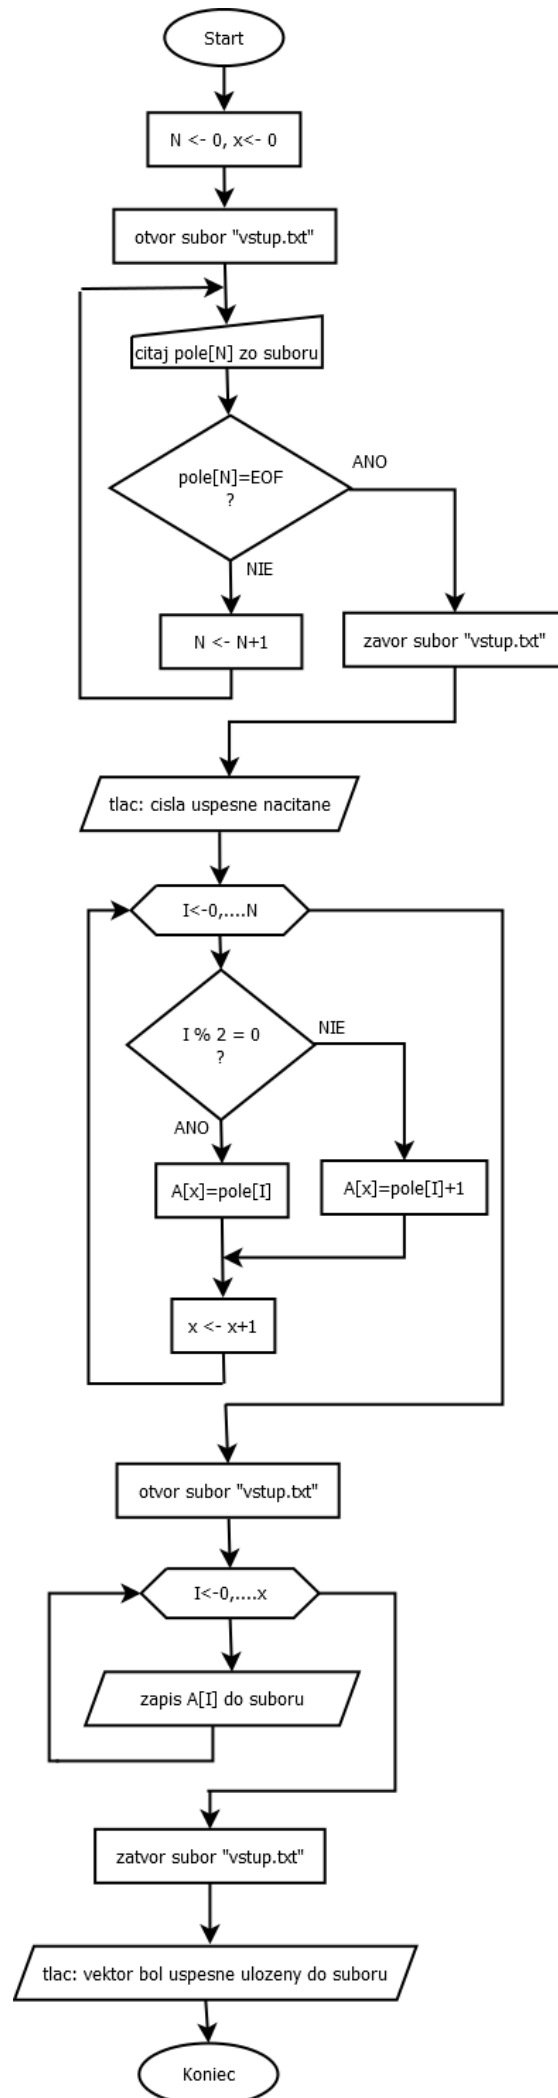 Start
N <- 0, x<- 0
otvor subor "vstup.txt"
citaj pole[N] zo suboru
pole[N]=EOF
?
ANO
NIE
N <- N+1
zavor subor "vstup.txt"
tlac: cisla uspesne nacitane
I<-0,....N
I % 2 = 0
?
NIE
ANO
A[x]=pole[I]
A[x]=pole[I]+1
x <- x+1
otvor subor "vstup.txt"
I<-0,....x
zapis A[I] do suboru
zatvor subor "vstup.txt"
tlac: vektor bol uspesne ulozeny do suboru
Koniec